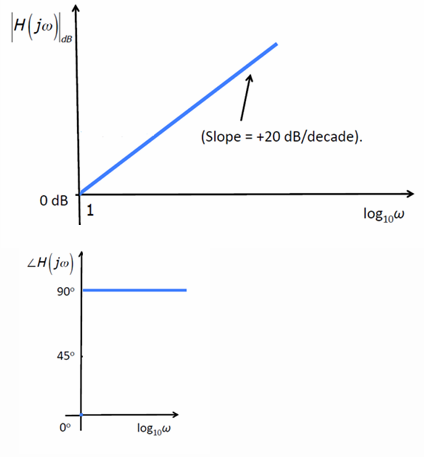 |H(jω)|dB
(Slope = +20 dB/decade).
0 dB
1
log₁₀ω
∠H(jω)
90°
45°
0°
log₁₀ω